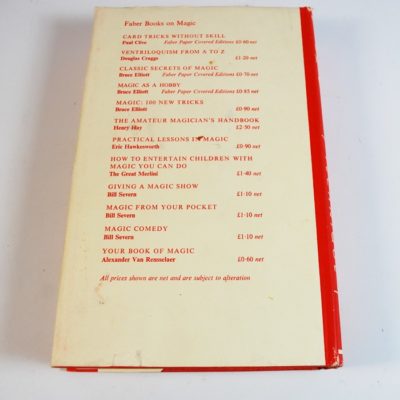 Faber Books on Magic
CARD TRICKS WITHOUT SKILL
Paul Clive Faber Paper Covered Editions £0·60 net
VENTRILOQUISM FROM A TO Z
Douglas Craggs £1·20 net
CLASSIC SECRETS OF MAGIC
Bruce Elliott Faber Paper Covered Editions £0·70 net
MAGIC AS A HOBBY
Bruce Elliott Faber Paper Covered Editions £0·85 net
MAGIC: 100 NEW TRICKS
Bruce Elliott £0·90 net
THE AMATEUR MAGICIAN'S HANDBOOK
Henry Hay £2·50 net
PRACTICAL LESSONS IN MAGIC
Eric Hawkesworth £0·90 net
HOW TO ENTERTAIN CHILDREN WITH
MAGIC YOU CAN DO
The Great Merlini £1·40 net
GIVING A MAGIC SHOW
Bill Severn £1·10 net
MAGIC FROM YOUR POCKET
Bill Severn £1·10 net
MAGIC COMEDY
Bill Severn £1·10 net
YOUR BOOK OF MAGIC
Alexander Van Rensselaer £0·60 net
All prices shown are net and are subject to alteration